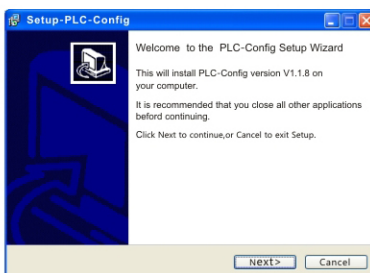 Setup-PLC-Config
Welcome to the PLC-Config Setup Wizard
This will install PLC-Config version V1.1.8 on
your computer.
It is recommended that you close all other applications
beford continuing.
Click Next to continue,or Cancel to exit Setup.
Next>
Cancel